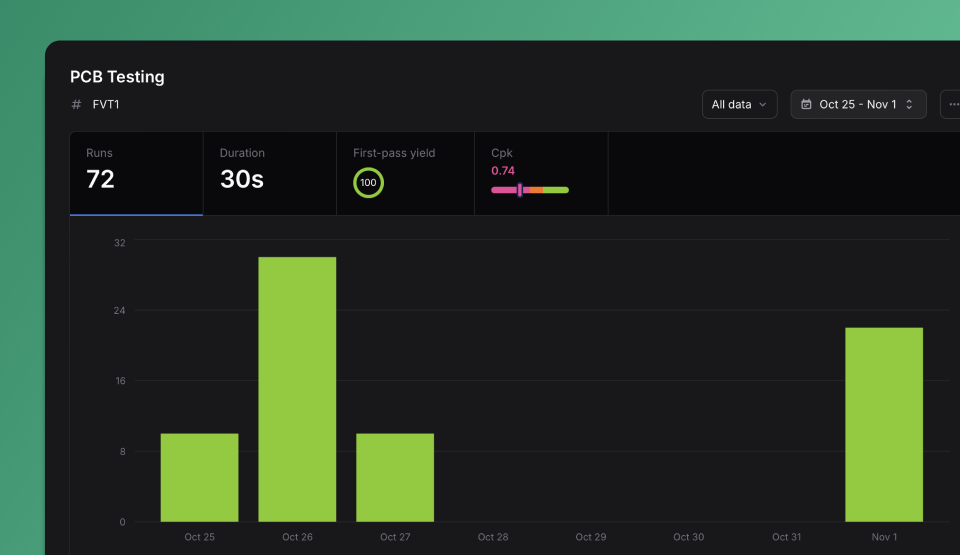 PCB Testing
# FVT1
All data
Oct 25 - Nov 1
Runs
72
Duration
30s
First-pass yield
100
Cpk
0.74
32
24
16
8
0
Oct 25
Oct 26
Oct 27
Oct 28
Oct 29
Oct 30
Oct 31
Nov 1